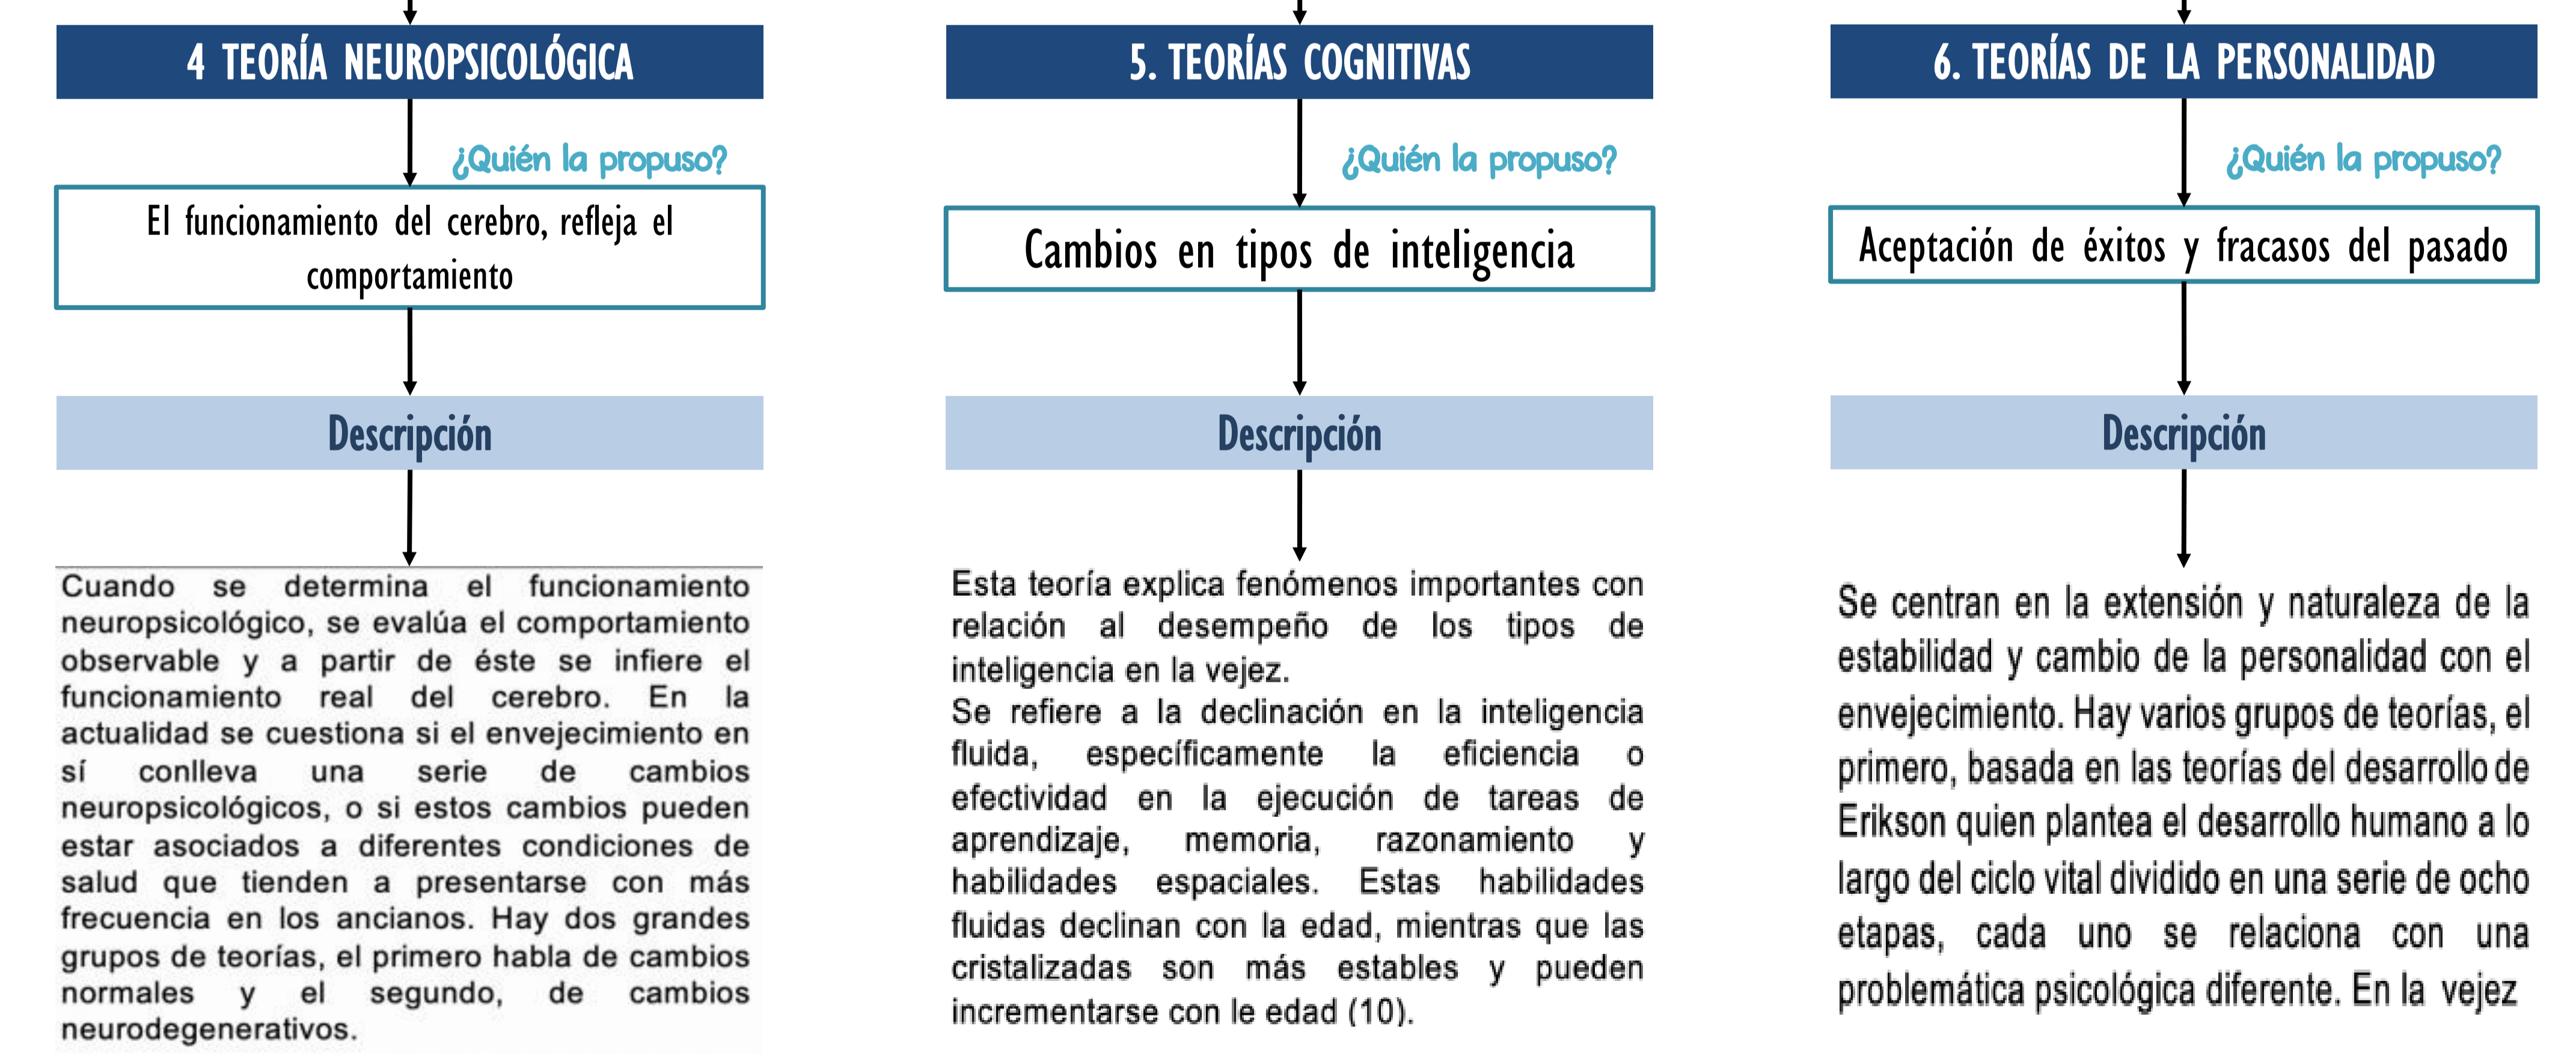 4 TEORÍA NEUROPSICOLÓGICA
¿Quién la propuso?
El funcionamiento del cerebro, refleja el
comportamiento
Descripción
Cuando se determina el funcionamiento
neuropsicológico, se evalúa el comportamiento
observable y a partir de éste se infiere el
funcionamiento real del cerebro. En la
actualidad se cuestiona si el envejecimiento en
sí conlleva una serie de cambios
neuropsicológicos, o si estos cambios pueden
estar asociados a diferentes condiciones de
salud que tienden a presentarse con más
frecuencia en los ancianos. Hay dos grandes
grupos de teorías, el primero habla de cambios
normales y el segundo, de cambios
neurodegenerativos.
5. TEORÍAS COGNITIVAS
¿Quién la propuso?
Cambios en tipos de inteligencia
Descripción
Esta teoría explica fenómenos importantes con
relación al desempeño de los tipos de
inteligencia en la vejez.
Se refiere a la declinación en la inteligencia
fluida, específicamente la eficiencia o
efectividad en la ejecución de tareas de
aprendizaje, memoria, razonamiento y
habilidades espaciales. Estas habilidades
fluidas declinan con la edad, mientras que las
cristalizadas son más estables y pueden
incrementarse con le edad (10).
6. TEORÍAS DE LA PERSONALIDAD
¿Quién la propuso?
Aceptación de éxitos y fracasos del pasado
Descripción
Se centran en la extensión y naturaleza de la
estabilidad y cambio de la personalidad con el
envejecimiento. Hay varios grupos de teorías, el
primero, basada en las teorías del desarrollo de
Erikson quien plantea el desarrollo humano a lo
largo del ciclo vital dividido en una serie de ocho
etapas, cada uno se relaciona con una
problemática psicológica diferente. En la vejez